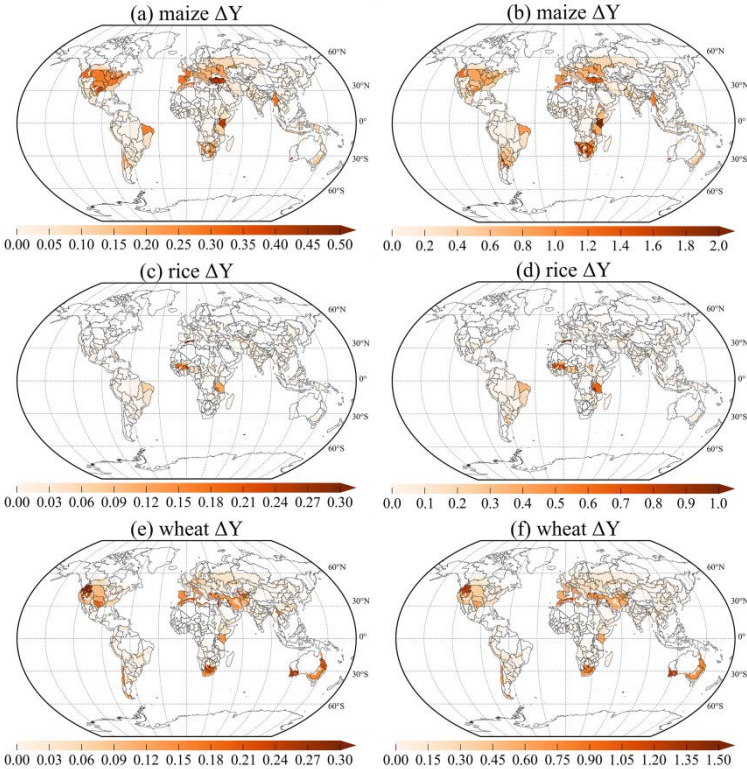 (a) maize ΔY
(b) maize ΔY
60°N
30°N
0°
30°S
60°S
60°N
30°N
0°
30°S
60°S
0.00 0.05 0.10 0.15 0.20 0.25 0.30 0.35 0.40 0.45 0.50
0.0 0.2 0.4 0.6 0.8 1.0 1.2 1.4 1.6 1.8 2.0
(c) rice ΔY
(d) rice ΔY
60°N
30°N
0°
30°S
60°S
60°N
30°N
0°
30°S
60°S
0.00 0.03 0.06 0.09 0.12 0.15 0.18 0.21 0.24 0.27 0.30
0.0 0.1 0.2 0.3 0.4 0.5 0.6 0.7 0.8 0.9 1.0
(e) wheat ΔY
(f) wheat ΔY
60°N
30°N
0°
30°S
60°S
60°N
30°N
0°
30°S
60°S
0.00 0.03 0.06 0.09 0.12 0.15 0.18 0.21 0.24 0.27 0.30
0.00 0.15 0.30 0.45 0.60 0.75 0.90 1.05 1.20 1.35 1.50